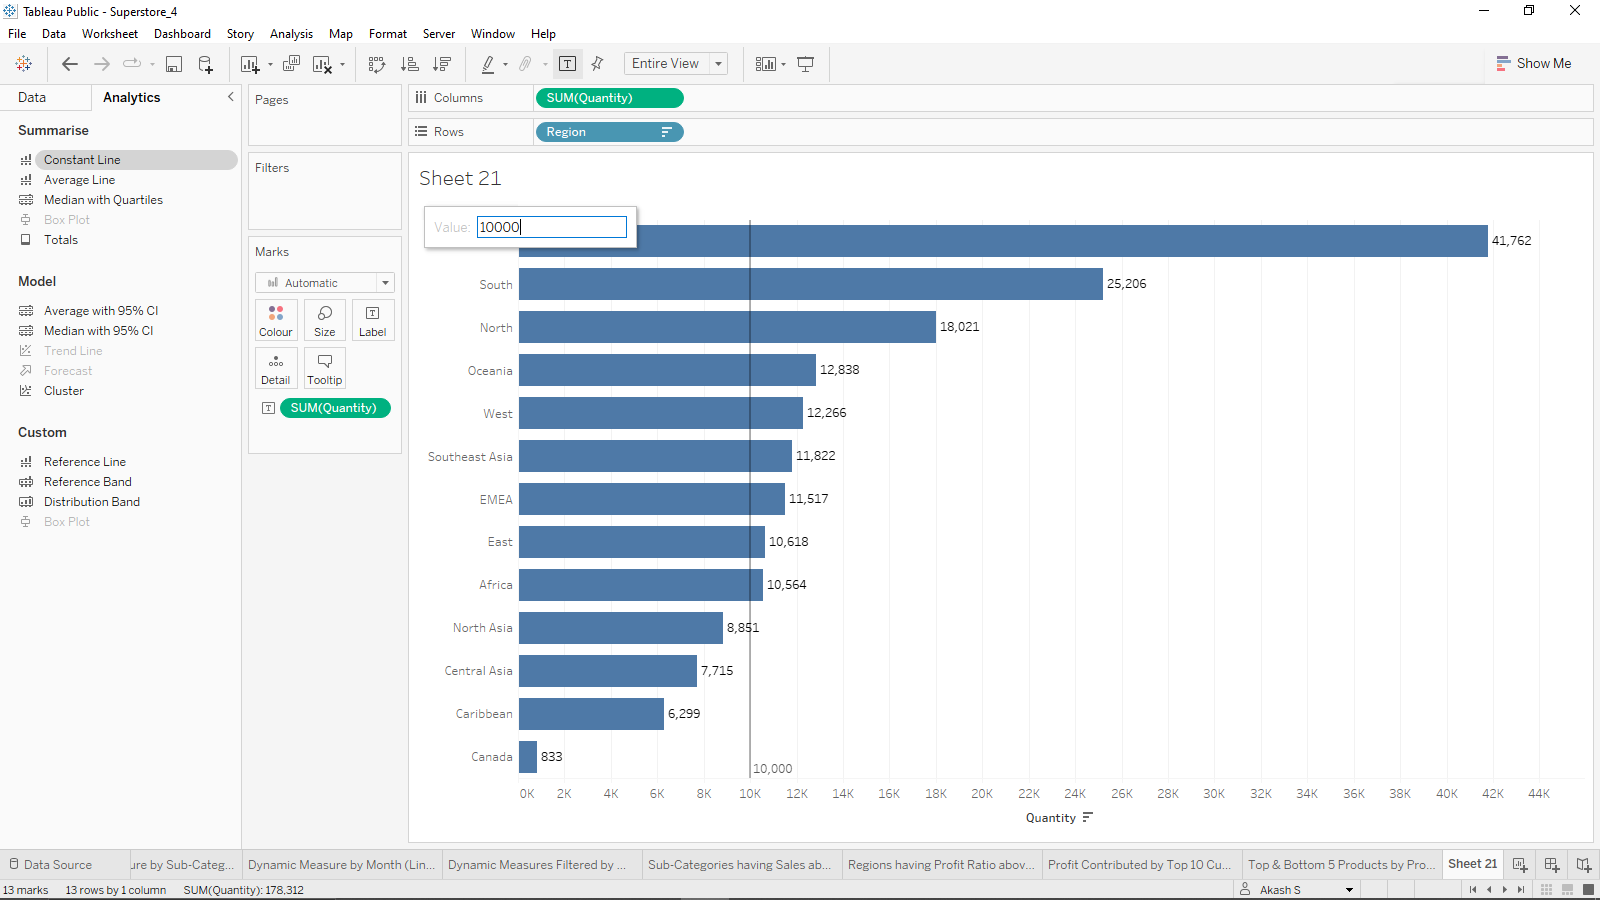 Tableau Public - Superstore_4
File Data Worksheet Dashboard Story Analysis Map Format Server Window Help
Entire View
Show Me
Data
Analytics
Summarise
Constant Line
Average Line
Median with Quartiles
Box Plot
Totals
Model
Average with 95% CI
Median with 95% CI
Trend Line
Forecast
Cluster
Custom
Reference Line
Reference Band
Distribution Band
Box Plot
Pages
Filters
Marks
Automatic
Colour Size Label
Detail Tooltip
SUM(Quantity)
Columns SUM(Quantity)
Rows Region
Sheet 21
Value: 10000
41,762
South 25,206
North 18,021
Oceania 12,838
West 12,266
Southeast Asia 11,822
EMEA 11,517
East 10,618
Africa 10,564
North Asia 8,851
Central Asia 7,715
Caribbean 6,299
Canada 833
10,000
0K 2K 4K 6K 8K 10K 12K 14K 16K 18K 20K 22K 24K 26K 28K 30K 32K 34K 36K 38K 40K 42K 44K
Quantity
Data Source
ure by Sub-Categ...
Dynamic Measure by Month (Lin...
Dynamic Measures Filtered by ...
Sub-Categories having Sales ab...
Regions having Profit Ratio abov...
Profit Contributed by Top 10 Cu...
Top & Bottom 5 Products by Pro...
Sheet 21
13 marks 13 rows by 1 column SUM(Quantity): 178,312
Akash S